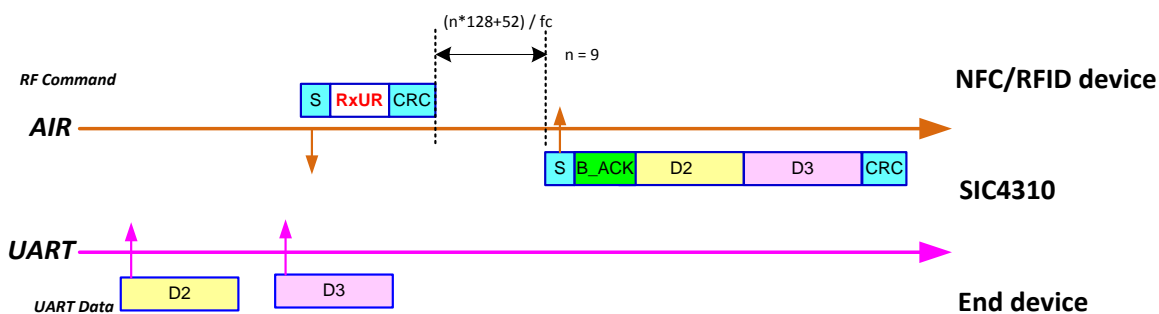 (n*128+52) / fc
n = 9
RF Command
NFC/RFID device
S RxUR CRC
AIR
S B_ACK D2 D3 CRC
SIC4310
UART
D2 D3
UART Data
End device